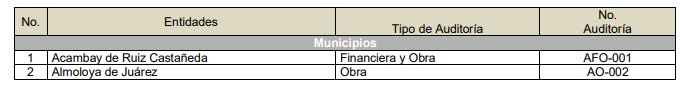 No. Entidades Tipo de Auditoría No. Auditoría
Municipios
1 Acambay de Ruiz Castañeda Financiera y Obra AFO-001
2 Almoloya de Juárez Obra AO-002